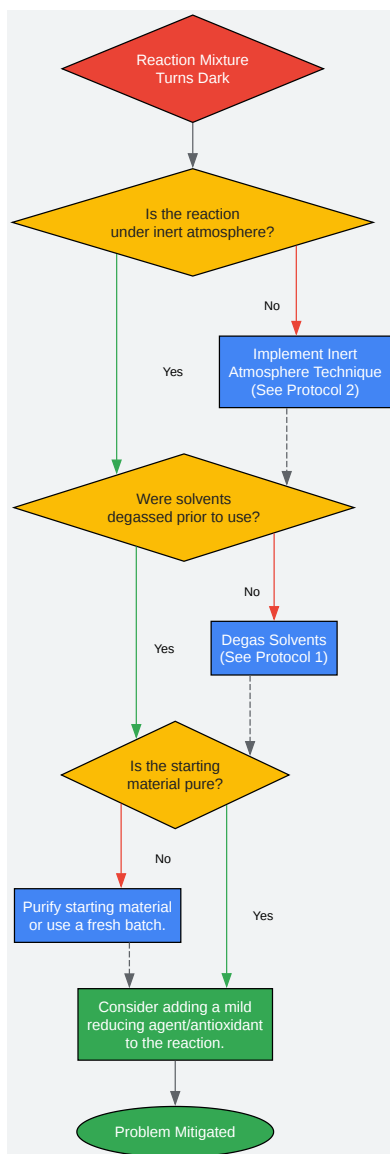 Reaction Mixture
Turns Dark
Is the reaction
under inert atmosphere?
No
Implement Inert
Atmosphere Technique
(See Protocol 2)
Yes
Were solvents
degassed prior to use?
No
Degas Solvents
(See Protocol 1)
Yes
Is the starting
material pure?
No
Purify starting material
or use a fresh batch.
Yes
Consider adding a mild
reducing agent/antioxidant
to the reaction.
Problem Mitigated